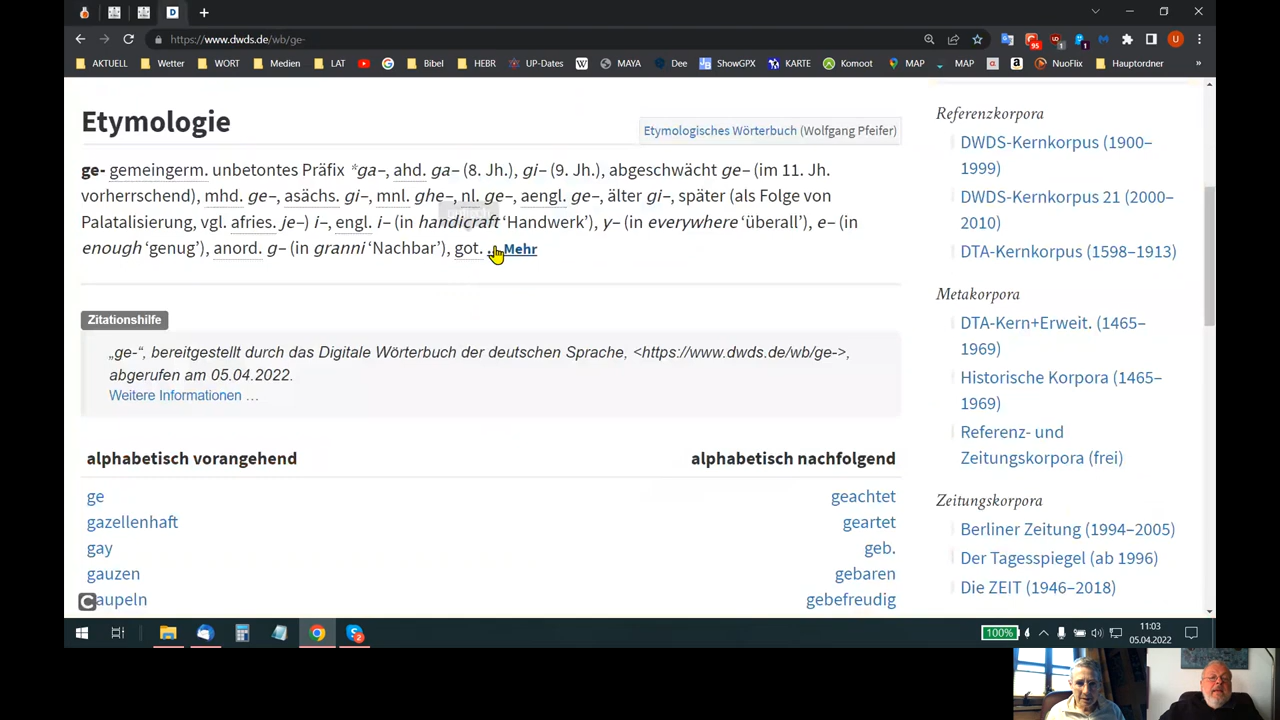 https://www.dwds.de/wb/ge-
AKTUELL Wetter WORT Medien LAT Bibel HEBR UP-Dates MAYA Dee ShowGPX KARTE Komoot MAP MAP NuoFlix Hauptordner »
Etymologie
Etymologisches Wörterbuch (Wolfgang Pfeifer)
ge- gemeingerm. unbetontes Präfix *ga–, ahd. ga– (8. Jh.), gi– (9. Jh.), abgeschwächt ge– (im 11. Jh.
vorherrschend), mhd. ge–, asächs. gi–, mnl. ghe–, nl. ge–, aengl. ge–, älter gi–, später (als Folge von
Palatalisierung, vgl. afries. je–) i–, engl. i– (in handicraft ‘Handwerk’), y– (in everywhere ‘überall’), e– (in
enough ‘genug’), anord. g– (in granni ‘Nachbar’), got. … Mehr
Zitationshilfe
„ge-“, bereitgestellt durch das Digitale Wörterbuch der deutschen Sprache, <https://www.dwds.de/wb/ge->,
abgerufen am 05.04.2022.
Weitere Informationen …
alphabetisch vorangehend
ge
gazellenhaft
gay
gauzen
aupeln
alphabetisch nachfolgend
geachtet
geartet
geb.
gebaren
gebefreudig
Referenzkorpora
DWDS-Kernkorpus (1900–
1999)
DWDS-Kernkorpus 21 (2000–
2010)
DTA-Kernkorpus (1598–1913)
Metakorpora
DTA-Kern+Erweit. (1465–
1969)
Historische Korpora (1465–
1969)
Referenz- und
Zeitungskorpora (frei)
Zeitungskorpora
Berliner Zeitung (1994–2005)
Der Tagesspiegel (ab 1996)
Die ZEIT (1946–2018)
100%
11:03
05.04.2022